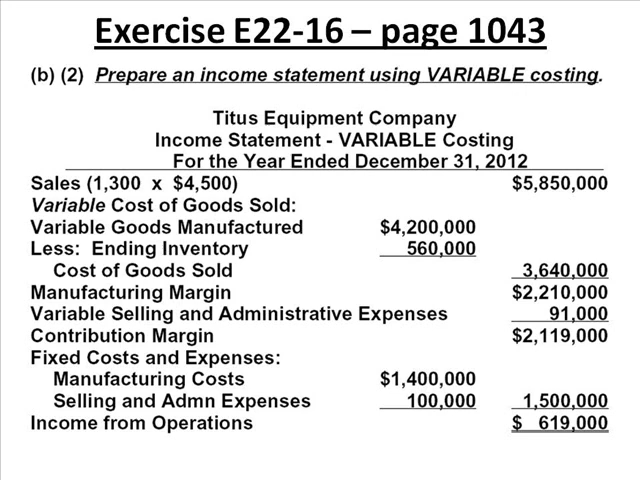 Exercise E22-16 – page 1043
(b) (2) Prepare an income statement using VARIABLE costing.
Titus Equipment Company
Income Statement - VARIABLE Costing
For the Year Ended December 31, 2012
Sales (1,300 x $4,500) $5,850,000
Variable Cost of Goods Sold:
Variable Goods Manufactured $4,200,000
Less: Ending Inventory 560,000
Cost of Goods Sold 3,640,000
Manufacturing Margin $2,210,000
Variable Selling and Administrative Expenses 91,000
Contribution Margin $2,119,000
Fixed Costs and Expenses:
Manufacturing Costs $1,400,000
Selling and Admn Expenses 100,000 1,500,000
Income from Operations $ 619,000